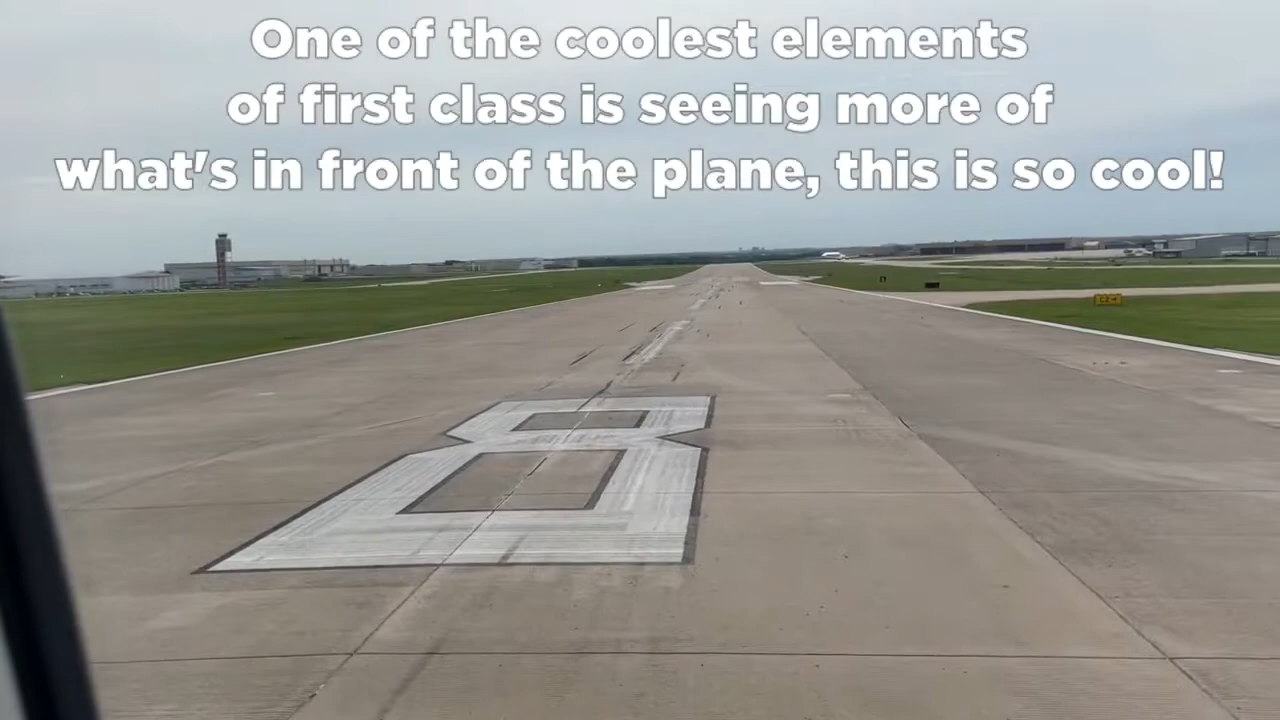 One of the coolest elements
of first class is seeing more of
what's in front of the plane, this is so cool!
8